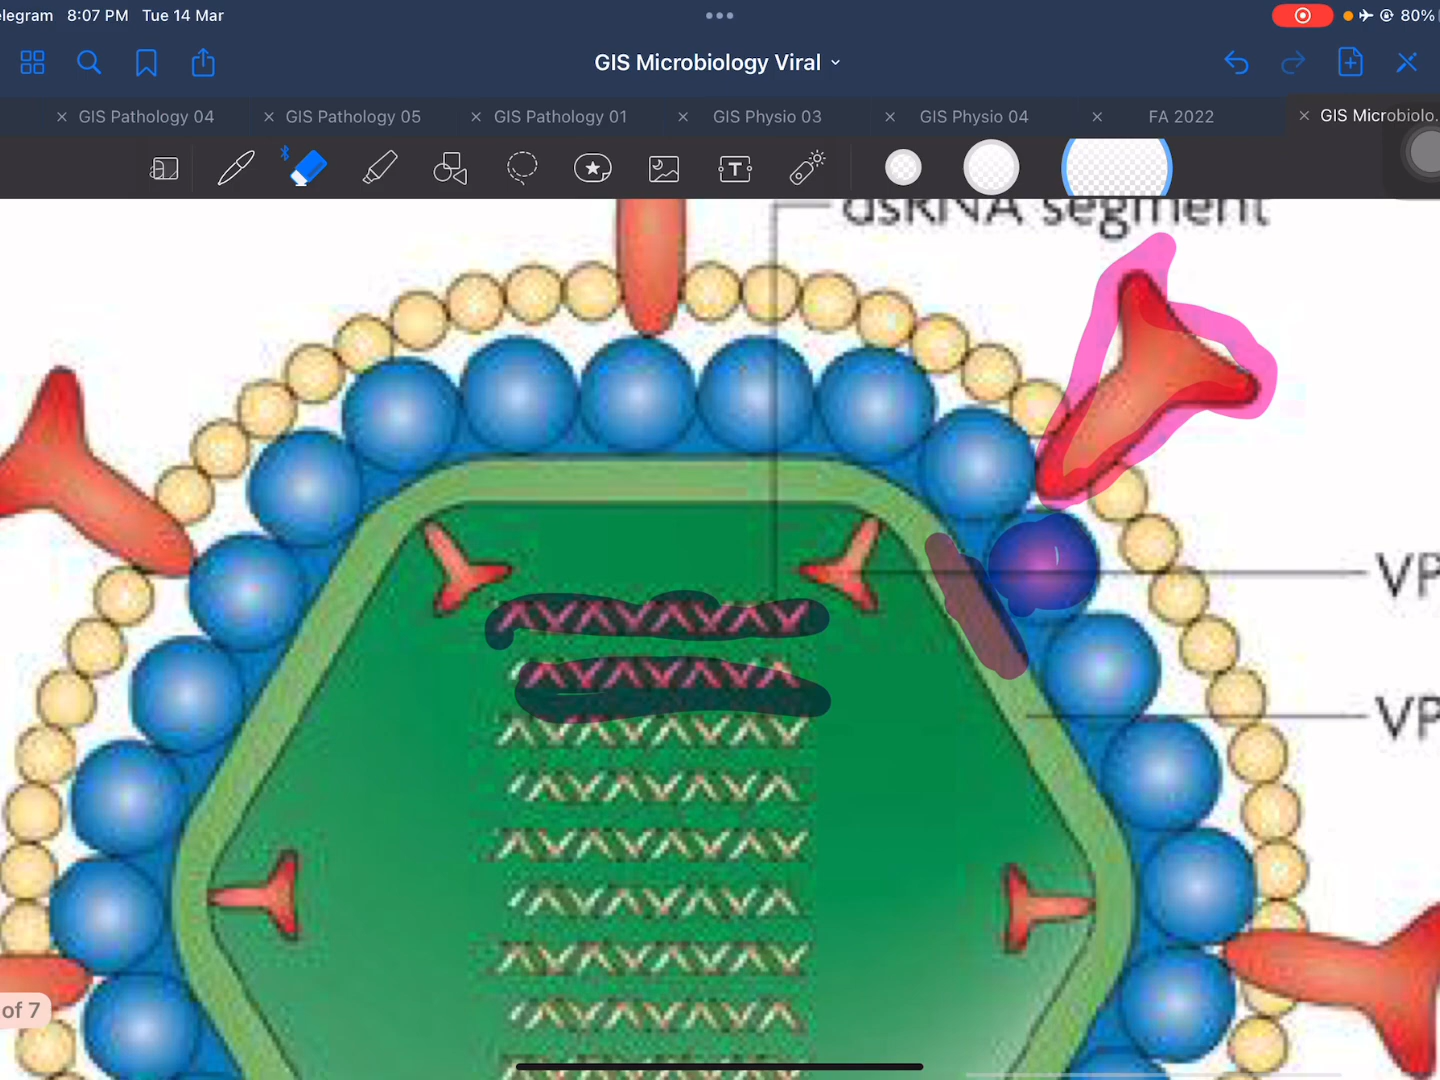 elegram 8:07 PM Tue 14 Mar 80%
GIS Microbiology Viral
GIS Pathology 04 GIS Pathology 05 GIS Pathology 01 GIS Physio 03 GIS Physio 04 FA 2022 GIS Microbiolo.
dsRNA segment
VP
VP
of 7